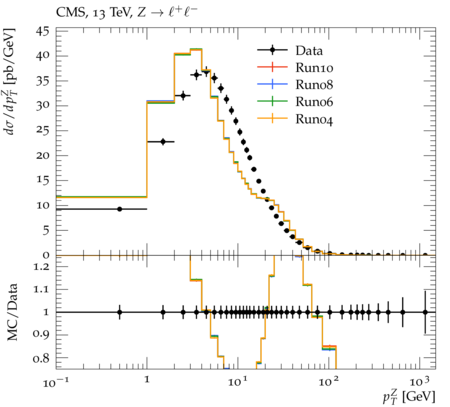 CMS, 13 TeV, Z → ℓ⁺ℓ⁻
dσ/dp_T^Z [pb/GeV]
45
40
35
30
25
20
15
10
5
0
Data
Run10
Run08
Run06
Run04
MC/Data
1.2
1.1
1
0.9
0.8
10⁻¹
1
10¹
10²
10³
p_T^Z [GeV]